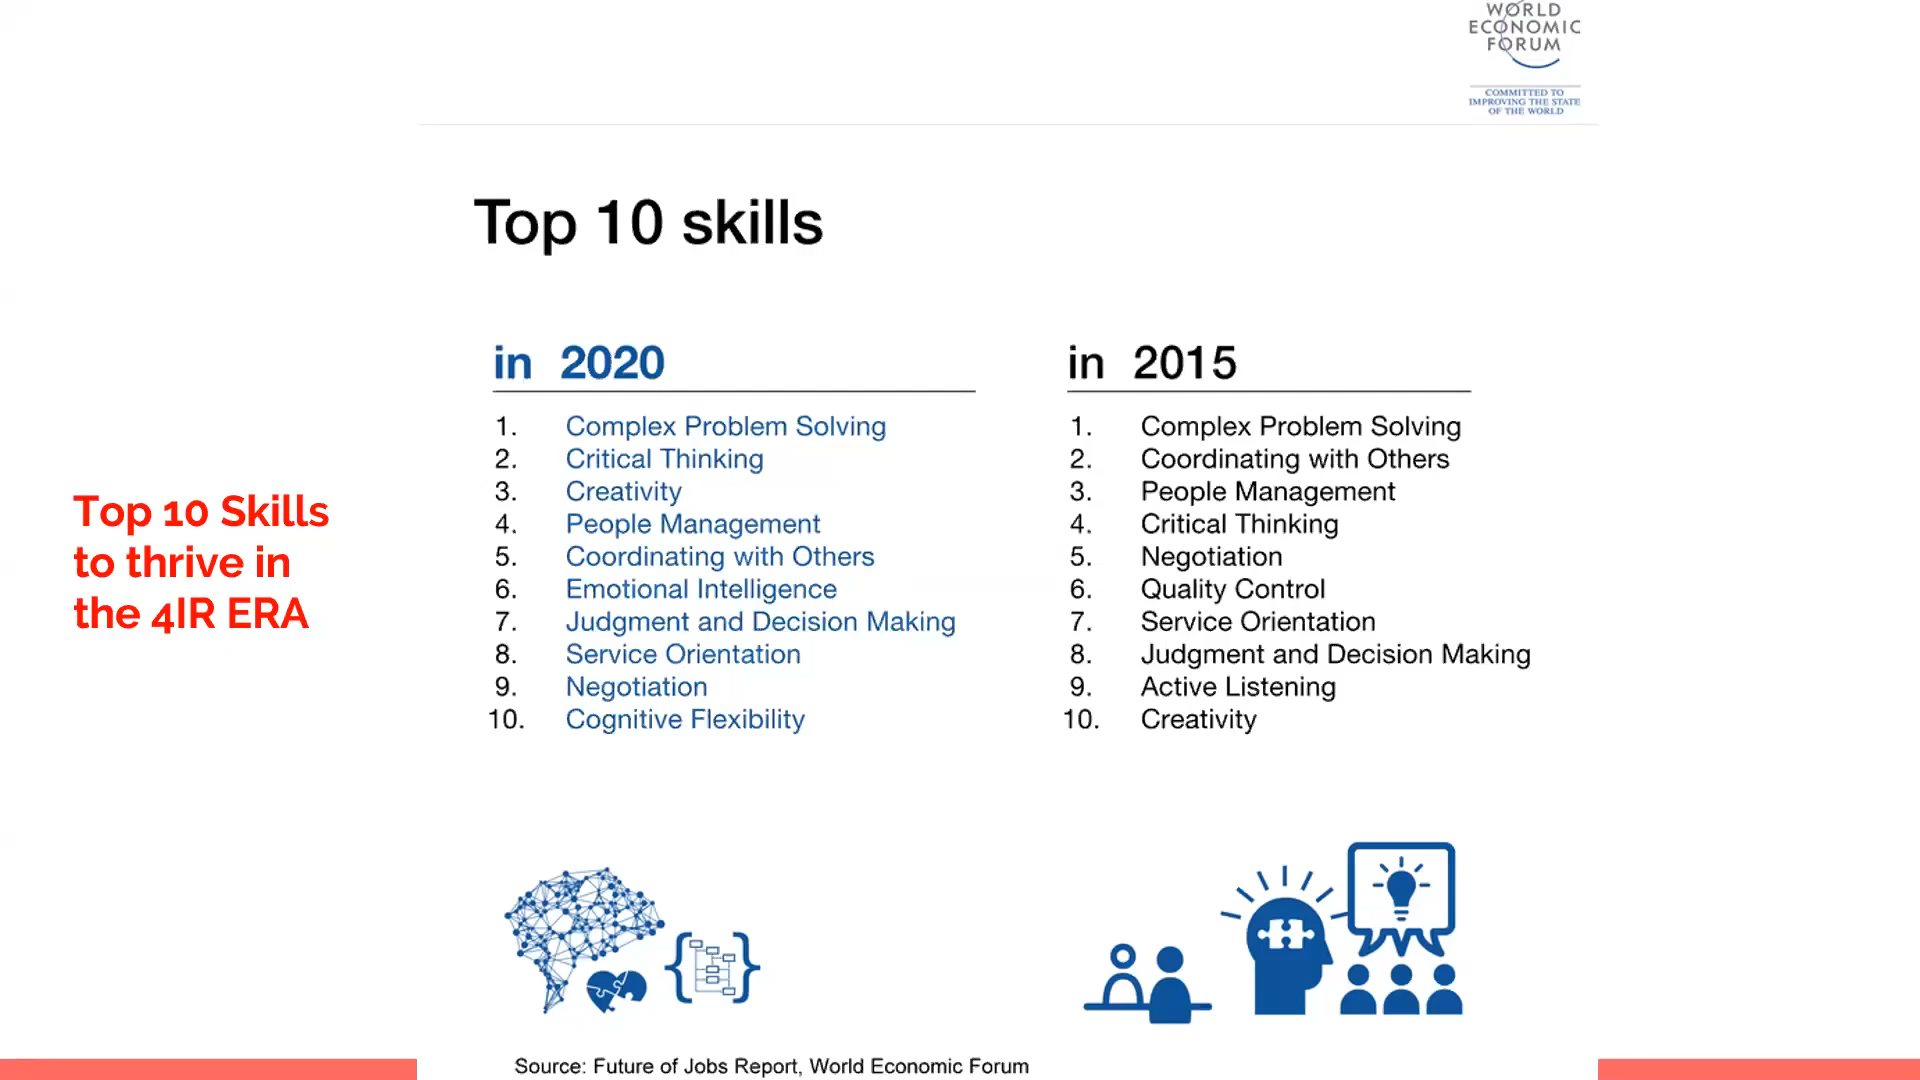 WORLD
ECONOMIC
FORUM
COMMITTED TO
IMPROVING THE STATE
OF THE WORLD
Top 10 skills
Top 10 Skills
to thrive in
the 4IR ERA
in 2020
1. Complex Problem Solving
2. Critical Thinking
3. Creativity
4. People Management
5. Coordinating with Others
6. Emotional Intelligence
7. Judgment and Decision Making
8. Service Orientation
9. Negotiation
10. Cognitive Flexibility
in 2015
1. Complex Problem Solving
2. Coordinating with Others
3. People Management
4. Critical Thinking
5. Negotiation
6. Quality Control
7. Service Orientation
8. Judgment and Decision Making
9. Active Listening
10. Creativity
Source: Future of Jobs Report, World Economic Forum